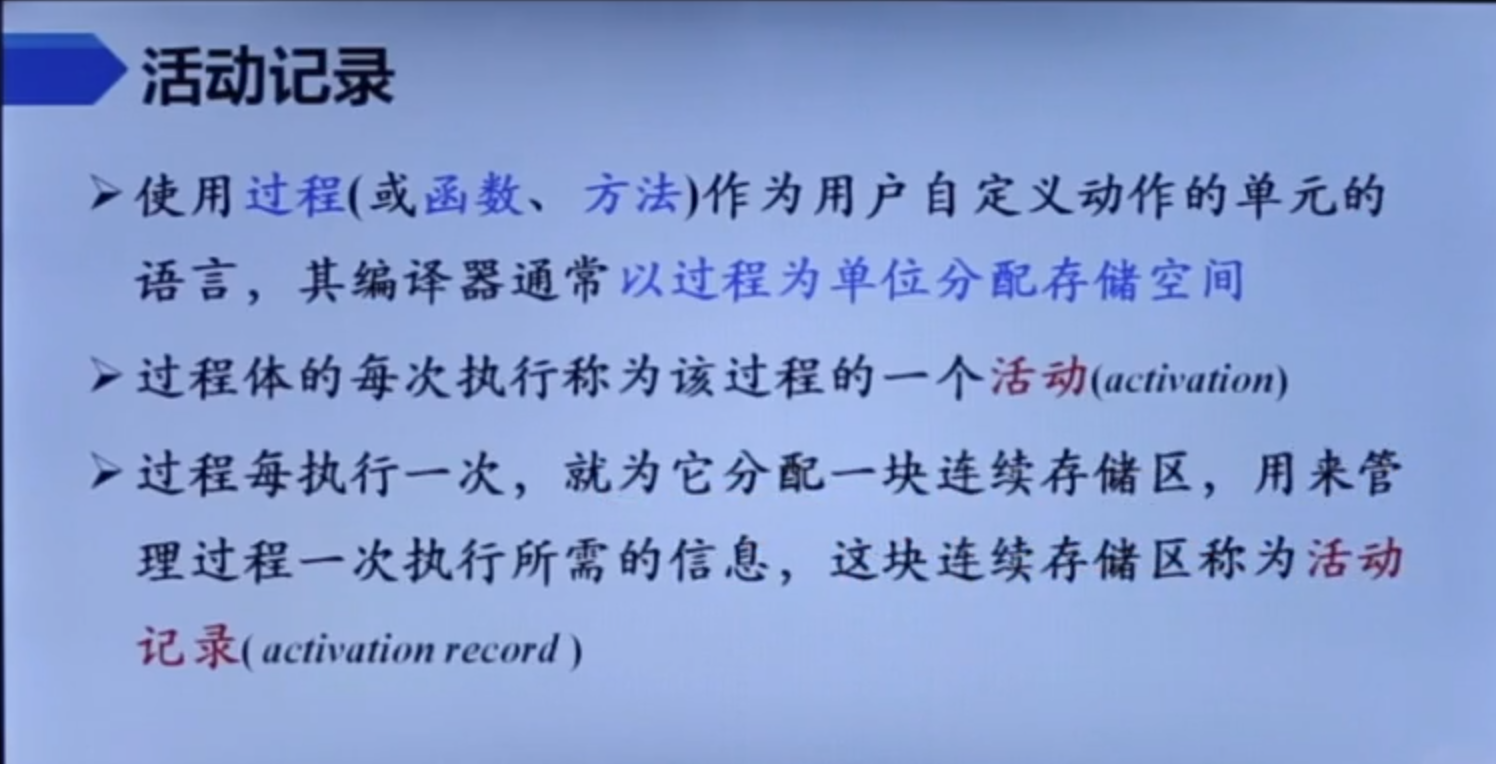 活动记录
使用过程(或函数、方法)作为用户自定义动作的单元的
语言，其编译器通常以过程为单位分配存储空间
过程体的每次执行称为该过程的一个活动(activation)
过程每执行一次，就为它分配一块连续存储区，用来管
理过程一次执行所需的信息，这块连续存储区称为活动
记录( activation record )